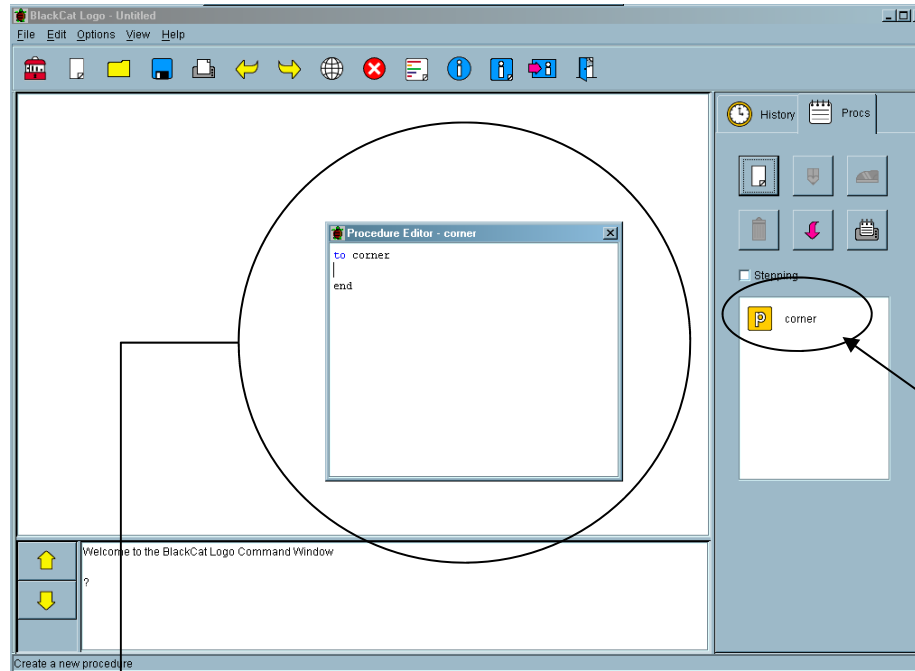 BlackCat Logo - Untitled
File Edit Options View Help
History Procs
Procedure Editor - corner
to corner
end
Stepping
P corner
Welcome to the BlackCat Logo Command Window
?
Create a new procedure